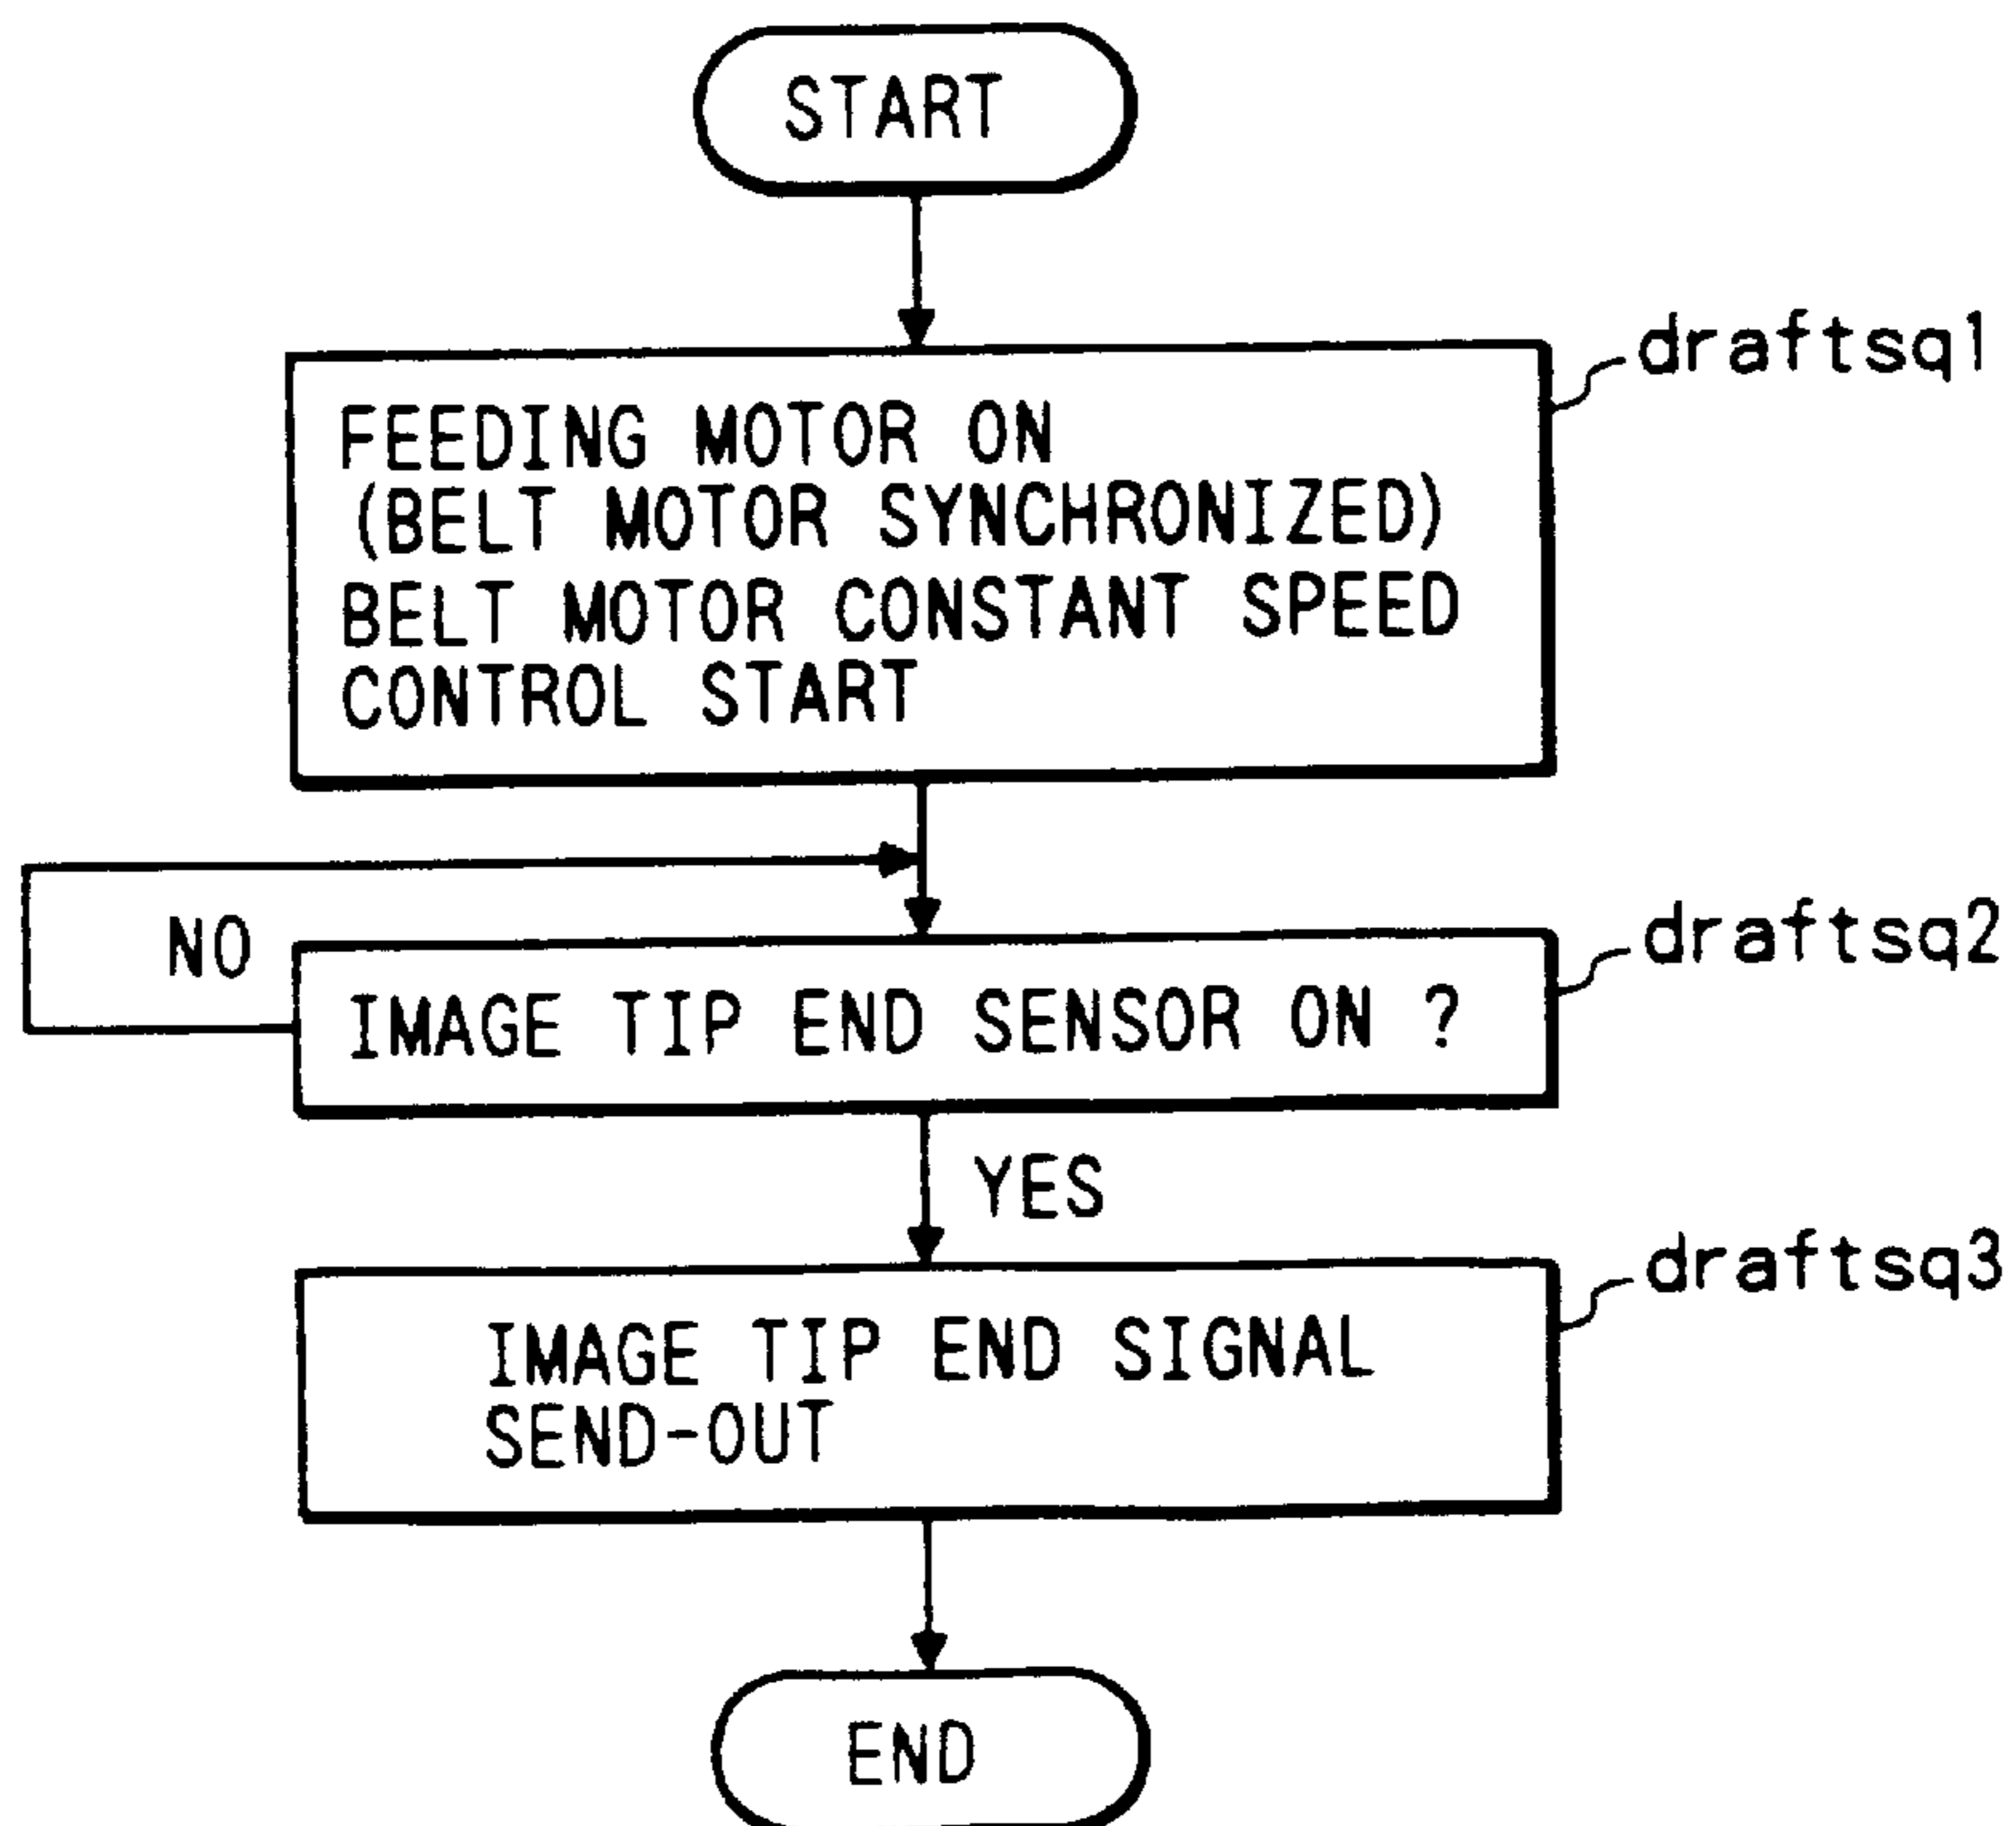 START
draftsq1
FEEDING MOTOR ON
(BELT MOTOR SYNCHRONIZED)
BELT MOTOR CONSTANT SPEED
CONTROL START
NO
draftsq2
IMAGE TIP END SENSOR ON ?
YES
draftsq3
IMAGE TIP END SIGNAL
SEND-OUT
END